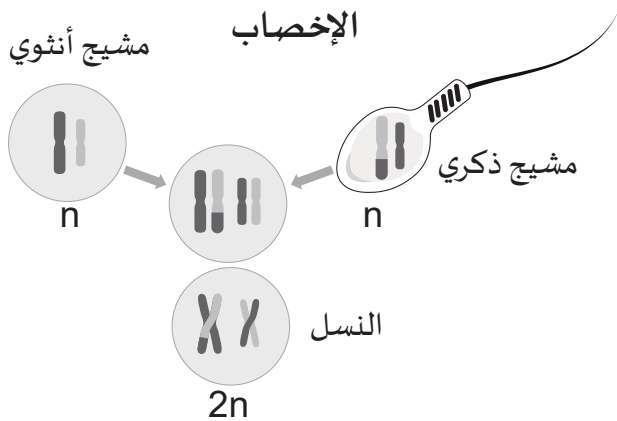 الإخصاب
مشيج أنثوي
مشيج ذكري
n
n
النسل
2n